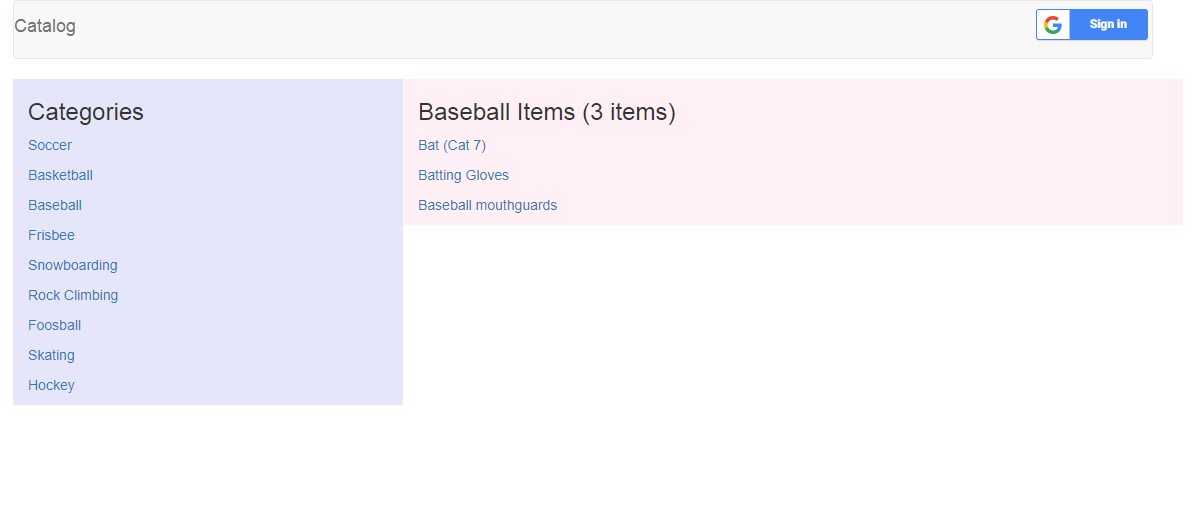 Catalog
Sign in
Categories
Soccer
Basketball
Baseball
Frisbee
Snowboarding
Rock Climbing
Foosball
Skating
Hockey
Baseball Items (3 items)
Bat (Cat 7)
Batting Gloves
Baseball mouthguards